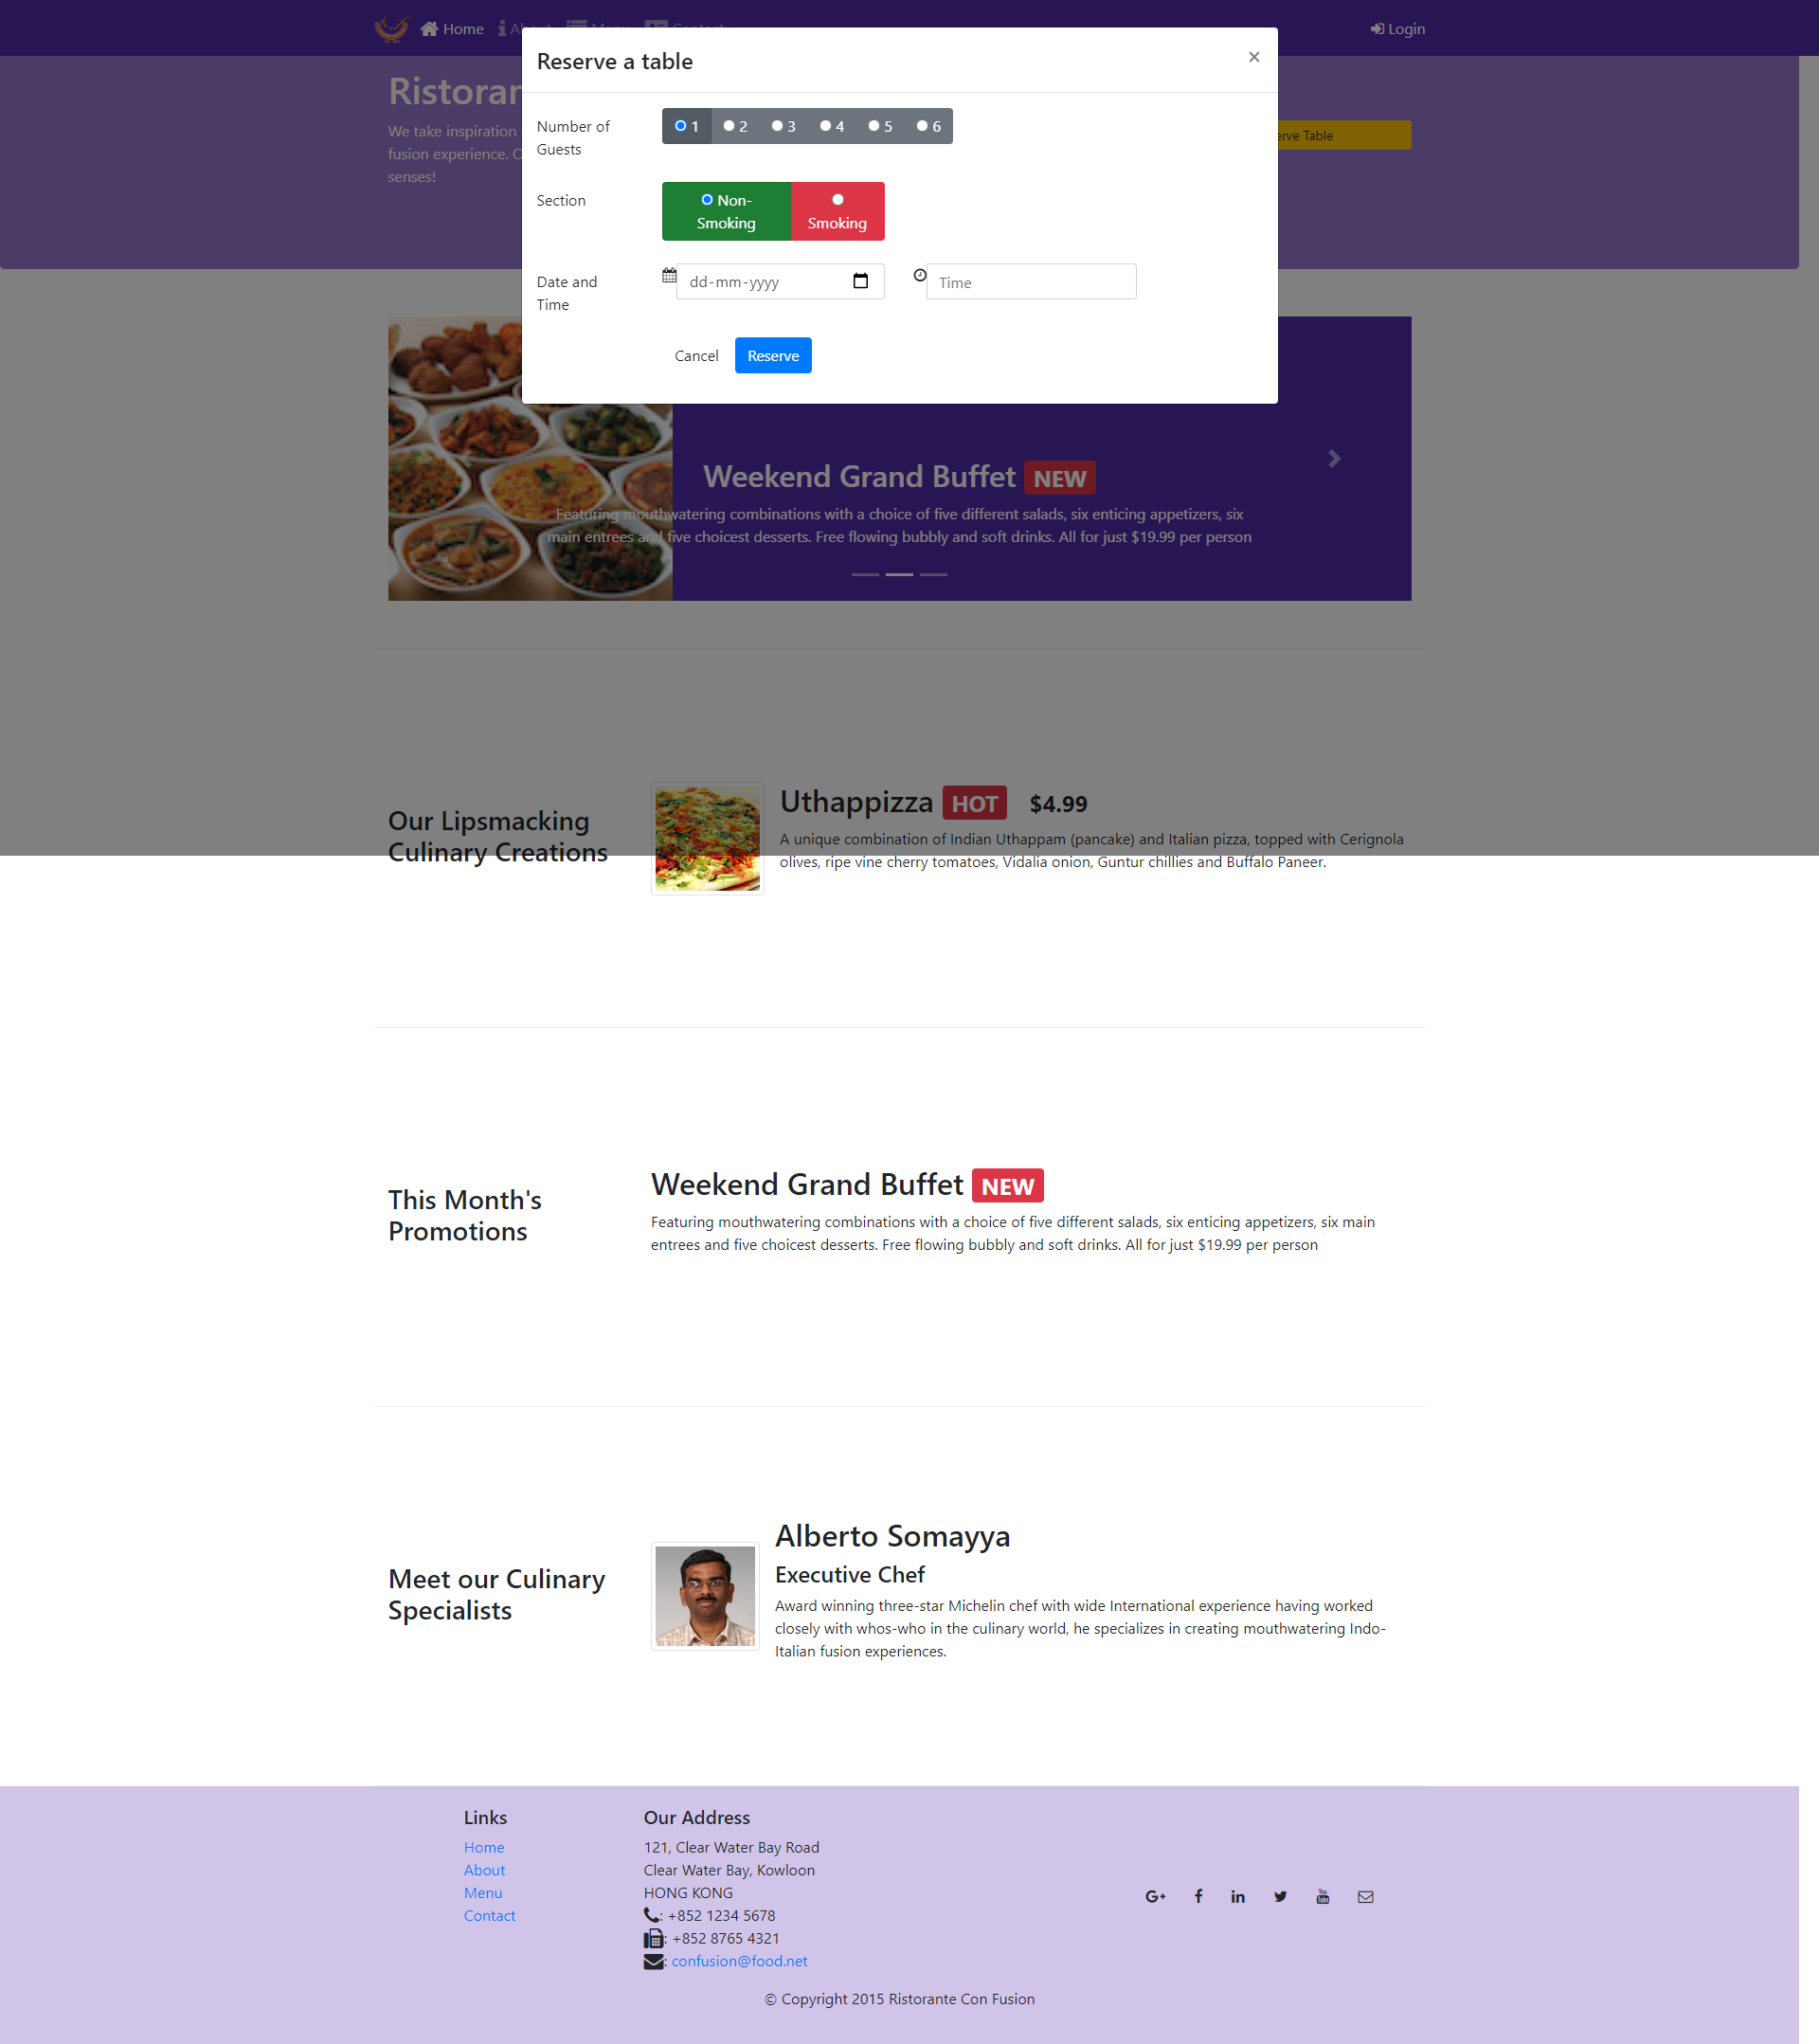 Home
Login
Reserve a table
×
Ristoran
We take inspiration
fusion experience.
senses!
Reserve Table
Number of
Guests
1 2 3 4 5 6
Section
Non-
Smoking
Smoking
Date and
Time
dd-mm-yyyy
Time
Cancel
Reserve
Weekend Grand Buffet NEW
Featuring mouthwatering combinations with a choice of five different salads, six enticing appetizers, six
main entrees and five choicest desserts. Free flowing bubbly and soft drinks. All for just $19.99 per person
Our Lipsmacking
Culinary Creations
Uthappizza HOT $4.99
A unique combination of Indian Uthappam (pancake) and Italian pizza, topped with Cerignola
olives, ripe vine cherry tomatoes, Vidalia onion, Guntur chillies and Buffalo Paneer.
This Month's
Promotions
Weekend Grand Buffet NEW
Featuring mouthwatering combinations with a choice of five different salads, six enticing appetizers, six main
entrees and five choicest desserts. Free flowing bubbly and soft drinks. All for just $19.99 per person
Meet our Culinary
Specialists
Alberto Somayya
Executive Chef
Award winning three-star Michelin chef with wide International experience having worked
closely with whos-who in the culinary world, he specializes in creating mouthwatering Indo-
Italian fusion experiences.
Links
Home
About
Menu
Contact
Our Address
121, Clear Water Bay Road
Clear Water Bay, Kowloon
HONG KONG
: +852 1234 5678
: +852 8765 4321
: confusion@food.net
© Copyright 2015 Ristorante Con Fusion